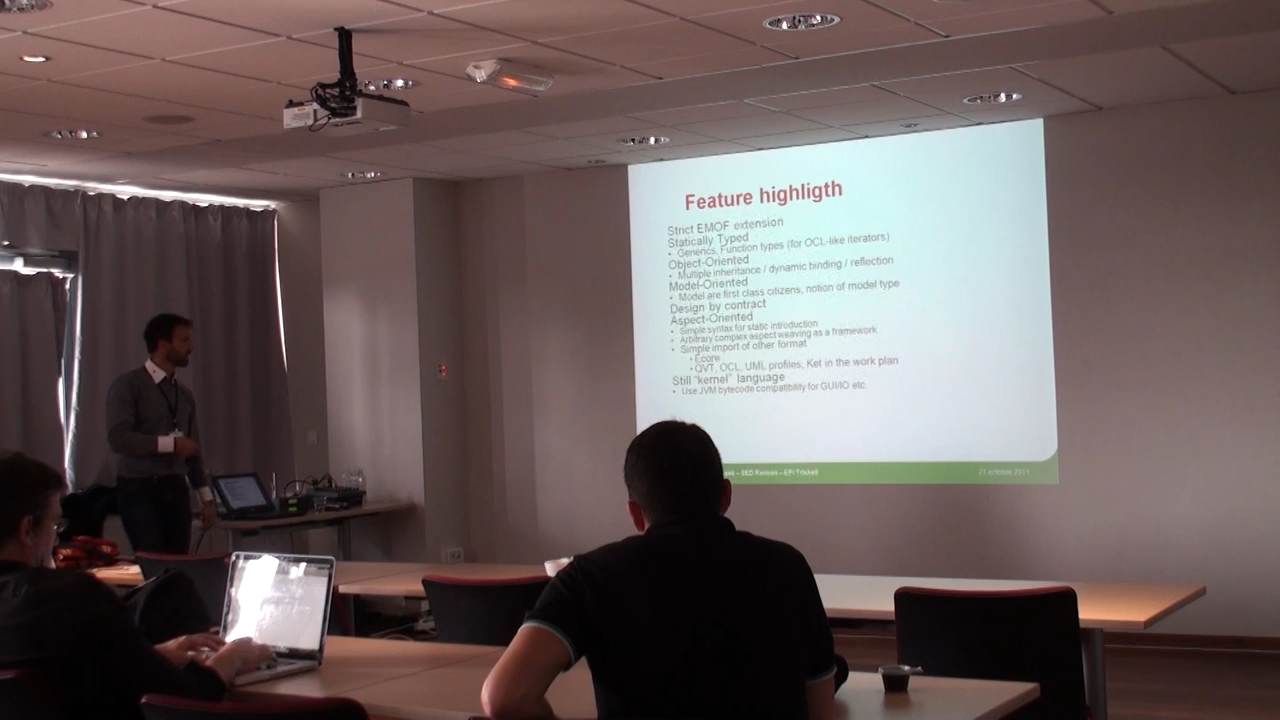 Feature highligth
Strict EMOF extension
Statically Typed
• Generics, Function types (for OCL-like iterators)
Object-Oriented
• Multiple inheritance / dynamic binding / reflection
Model-Oriented
• Model are first class citizens, notion of model type
Design by contract
Aspect-Oriented
• Simple syntax for static introduction
• Arbitrary complex aspect weaving as a framework
• Simple import of other format
• Ecore
• QVT, OCL, UML profiles, Ket in the work plan
Still "kernel" language
• Use JVM bytecode compatibility for GUI/IO etc.
– SED Rennes – EPI Triskell
21 octobre 2011